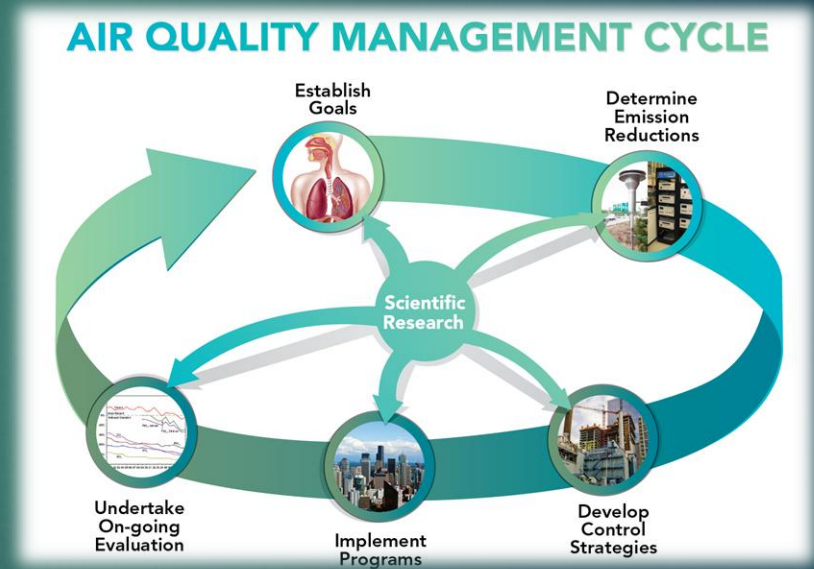 AIR QUALITY MANAGEMENT CYCLE
Establish
Goals
Determine
Emission
Reductions
Scientific
Research
Undertake
On-going
Evaluation
Implement
Programs
Develop
Control
Strategies